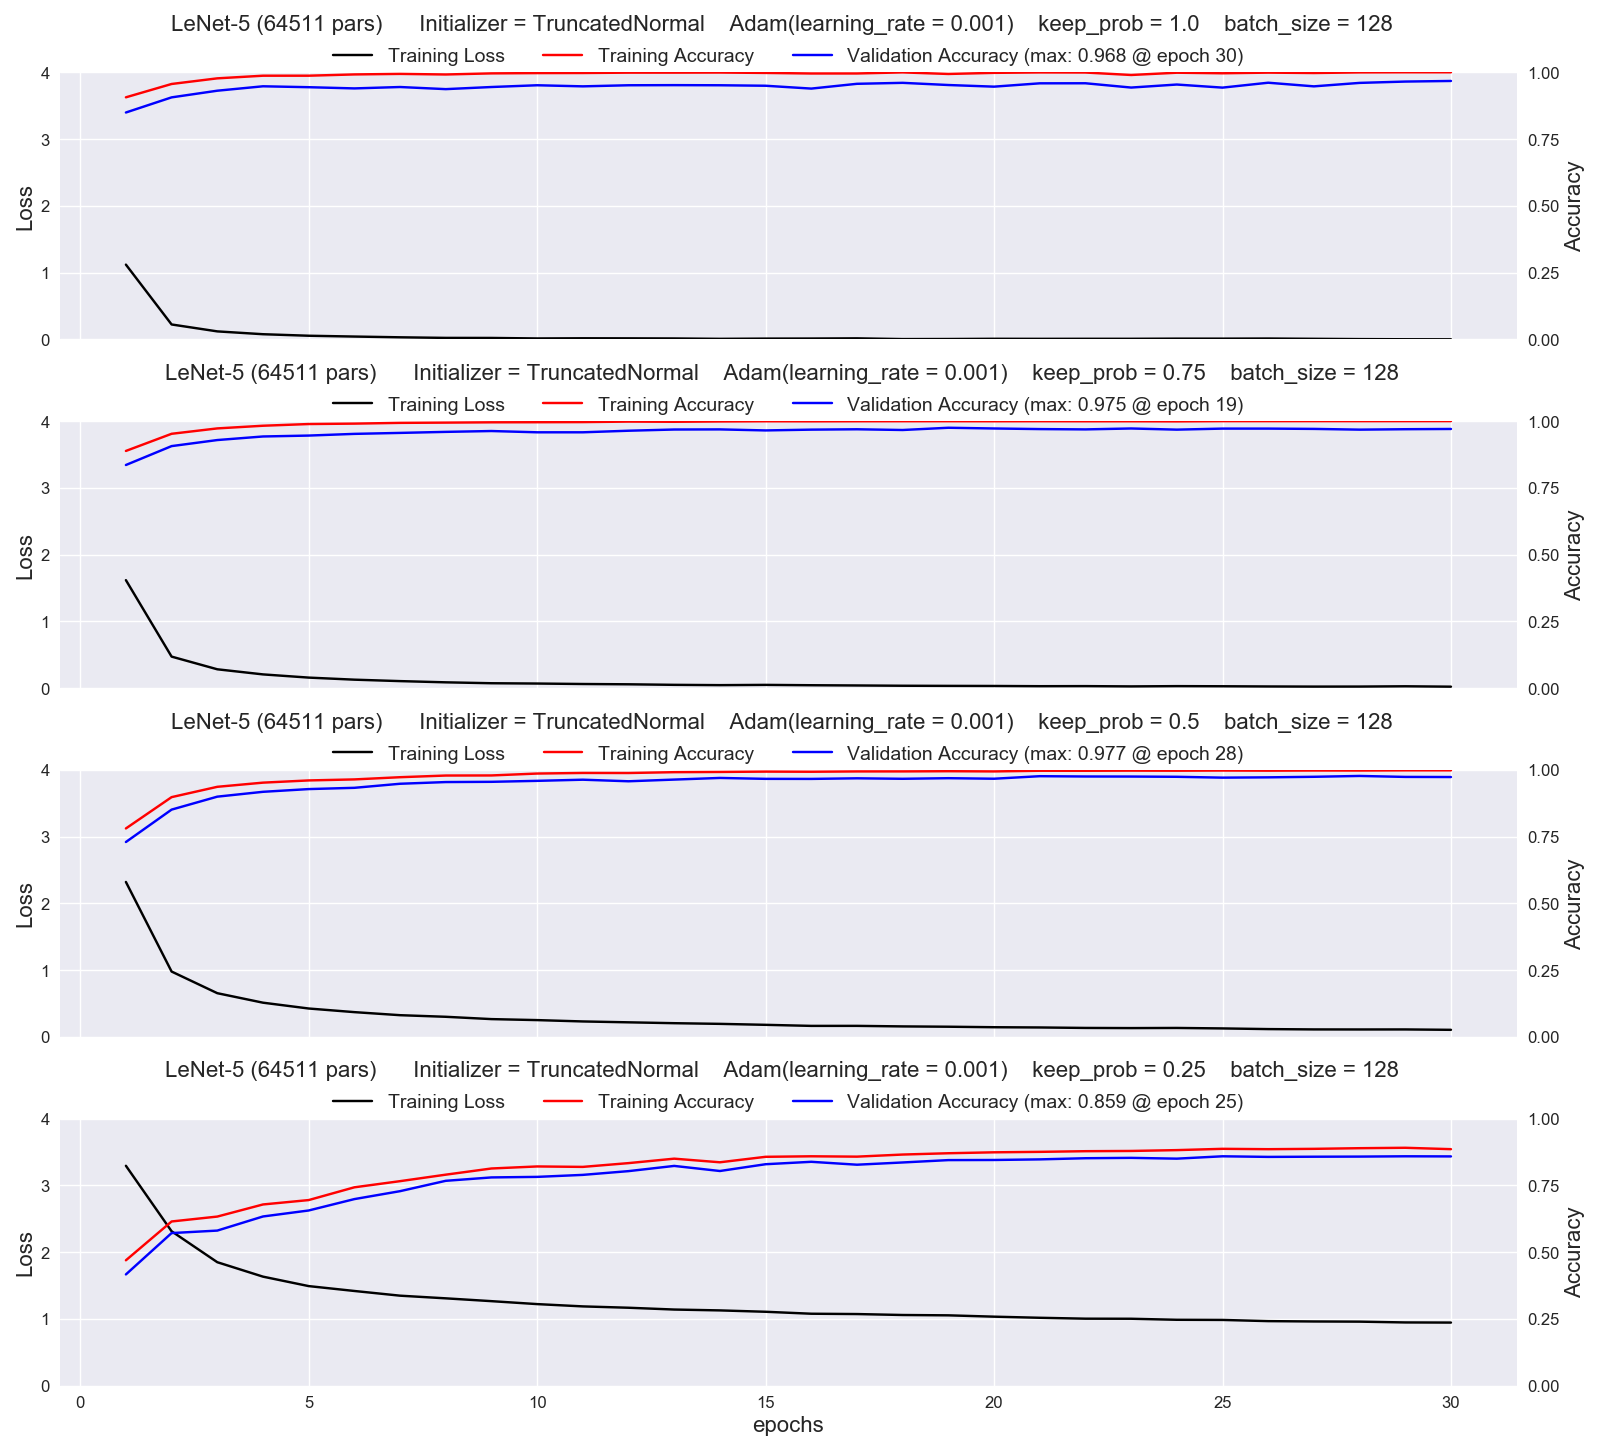 LeNet-5 (64511 pars) Initializer = TruncatedNormal Adam(learning_rate = 0.001) keep_prob = 1.0 batch_size = 128
Training Loss Training Accuracy Validation Accuracy (max: 0.968 @ epoch 30)
4 1.00
3 0.75
2 0.50
1 0.25
0 0.00
Loss
Accuracy
LeNet-5 (64511 pars) Initializer = TruncatedNormal Adam(learning_rate = 0.001) keep_prob = 0.75 batch_size = 128
Training Loss Training Accuracy Validation Accuracy (max: 0.975 @ epoch 19)
4 1.00
3 0.75
2 0.50
1 0.25
0 0.00
Loss
Accuracy
LeNet-5 (64511 pars) Initializer = TruncatedNormal Adam(learning_rate = 0.001) keep_prob = 0.5 batch_size = 128
Training Loss Training Accuracy Validation Accuracy (max: 0.977 @ epoch 28)
4 1.00
3 0.75
2 0.50
1 0.25
0 0.00
Loss
Accuracy
LeNet-5 (64511 pars) Initializer = TruncatedNormal Adam(learning_rate = 0.001) keep_prob = 0.25 batch_size = 128
Training Loss Training Accuracy Validation Accuracy (max: 0.859 @ epoch 25)
4 1.00
3 0.75
2 0.50
1 0.25
0 0.00
Loss
Accuracy
0 5 10 15 20 25 30
epochs